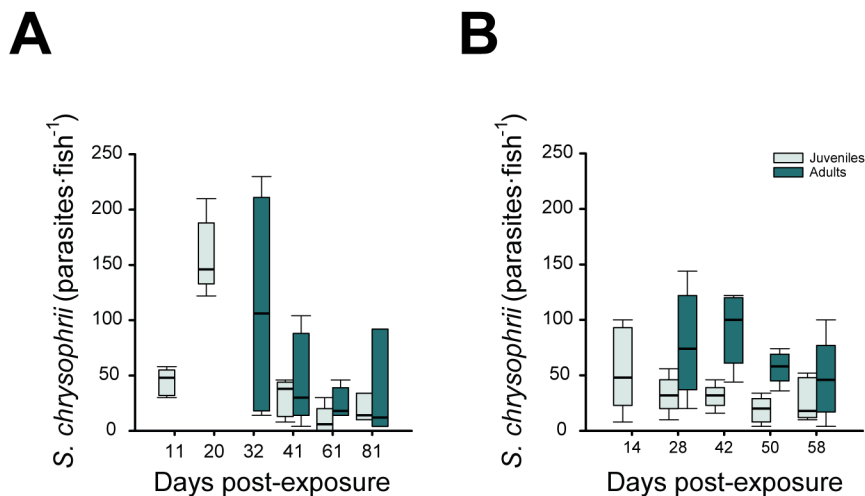 A
S. chrysophrii (parasites·fish⁻¹)
250
200
150
100
50
0
11 20 32 41 61 81
Days post-exposure
B
S. chrysophrii (parasites·fish⁻¹)
250
200
150
100
50
0
14 28 42 50 58
Days post-exposure
Juveniles
Adults